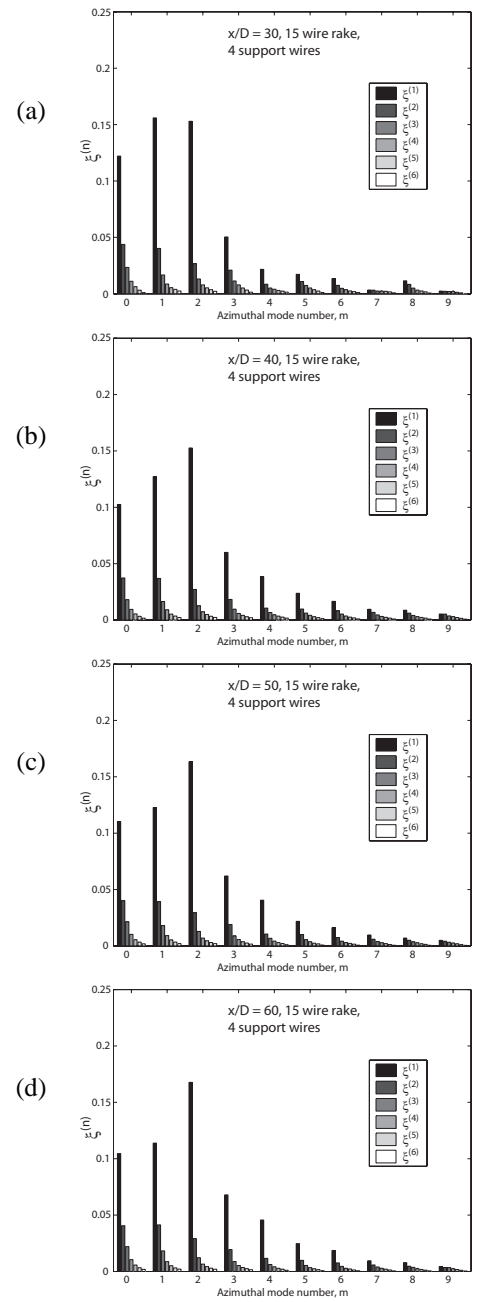 (a)
x/D = 30, 15 wire rake,
4 support wires
0.25
0.2
0.15
0.1
0.05
0
ξ(n)
ξ(1)
ξ(2)
ξ(3)
ξ(4)
ξ(5)
ξ(6)
0 1 2 3 4 5 6 7 8 9
Azimuthal mode number, m
(b)
x/D = 40, 15 wire rake,
4 support wires
0.25
0.2
0.15
0.1
0.05
0
ξ(n)
ξ(1)
ξ(2)
ξ(3)
ξ(4)
ξ(5)
ξ(6)
0 1 2 3 4 5 6 7 8 9
Azimuthal mode number, m
(c)
x/D = 50, 15 wire rake,
4 support wires
0.25
0.2
0.15
0.1
0.05
0
ξ(n)
ξ(1)
ξ(2)
ξ(3)
ξ(4)
ξ(5)
ξ(6)
0 1 2 3 4 5 6 7 8 9
Azimuthal mode number, m
(d)
x/D = 60, 15 wire rake,
4 support wires
0.25
0.2
0.15
0.1
0.05
0
ξ(n)
ξ(1)
ξ(2)
ξ(3)
ξ(4)
ξ(5)
ξ(6)
0 1 2 3 4 5 6 7 8 9
Azimuthal mode number, m